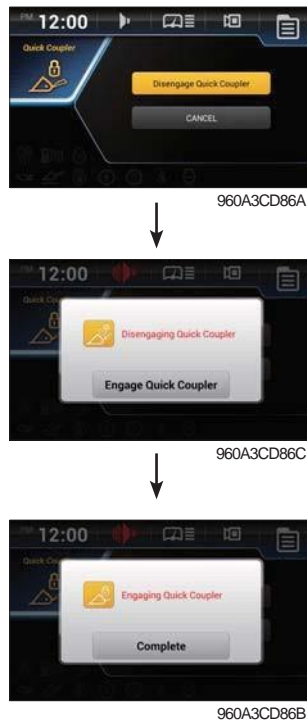 PM 12:00
Quick Coupler
Disengage Quick Coupler
CANCEL
960A3CD86A
12:00
Disengaging Quick Coupler
Engage Quick Coupler
960A3CD86C
12:00
Engaging Quick Coupler
Complete
960A3CD86B